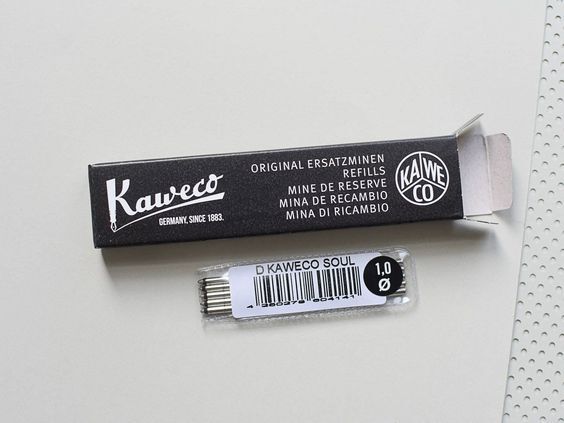 Kaweco
GERMANY, SINCE 1883.
ORIGINAL ERSATZMINEN
REFILLS
MINE DE RESERVE
MINA DE RECAMBIO
MINA DI RICAMBIO
KA WE
CO
D KAWECO SOUL
1,0
Ø